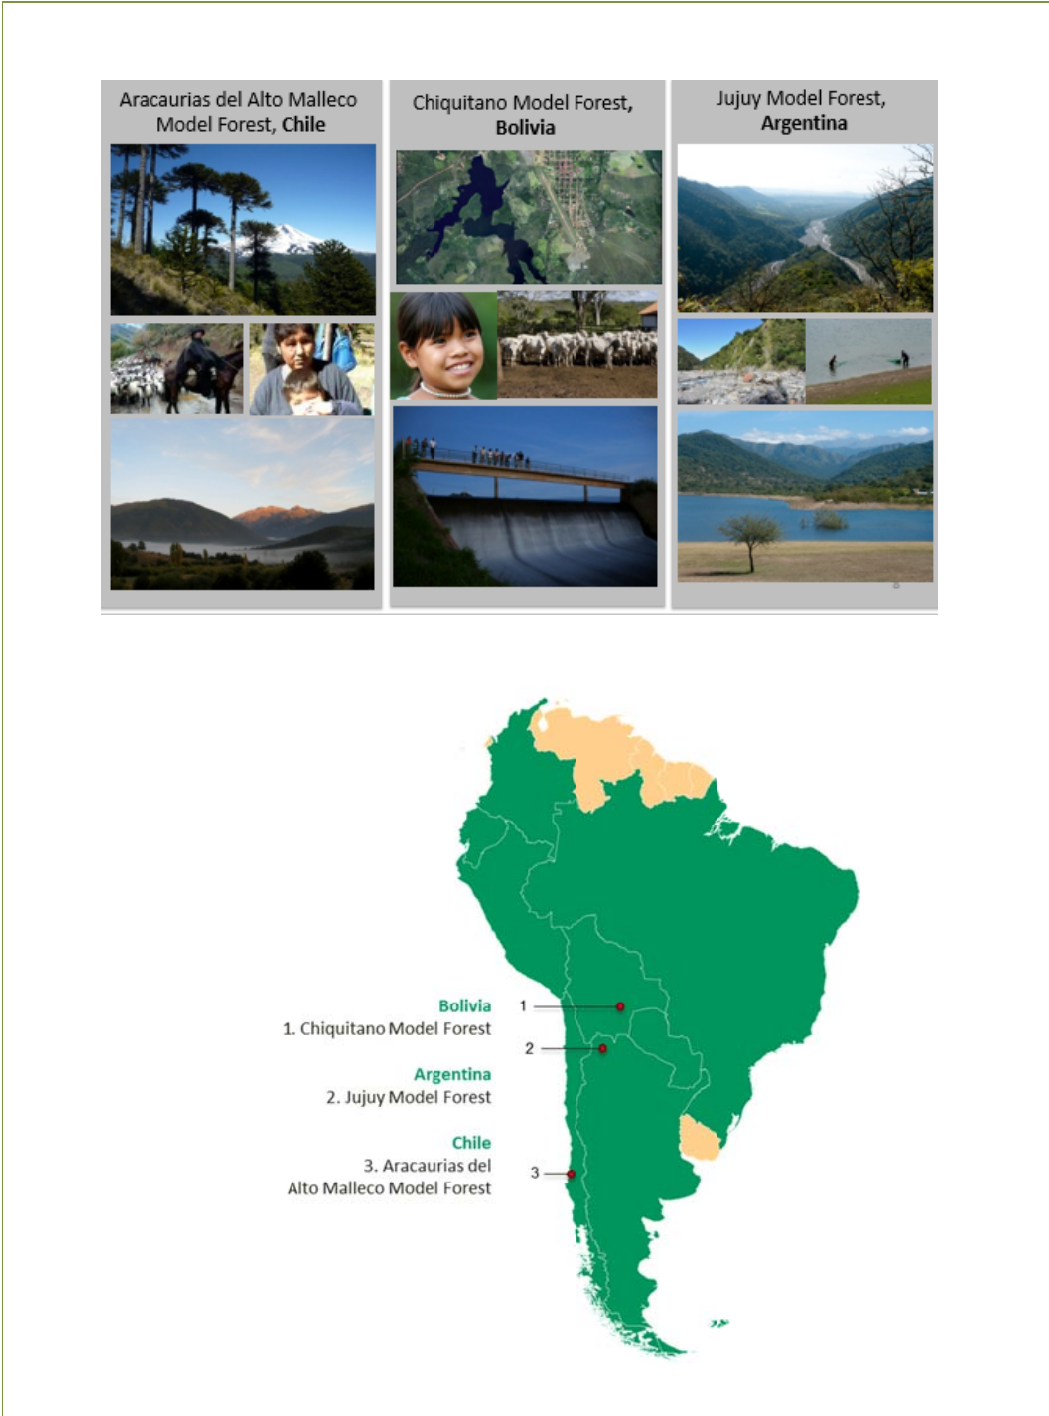 Aracaurias del Alto Malleco
Model Forest, Chile
Chiquitano Model Forest,
Bolivia
Jujuy Model Forest,
Argentina
Bolivia
1. Chiquitano Model Forest
Argentina
2. Jujuy Model Forest
Chile
3. Aracaurias del
Alto Malleco Model Forest
1
2
3